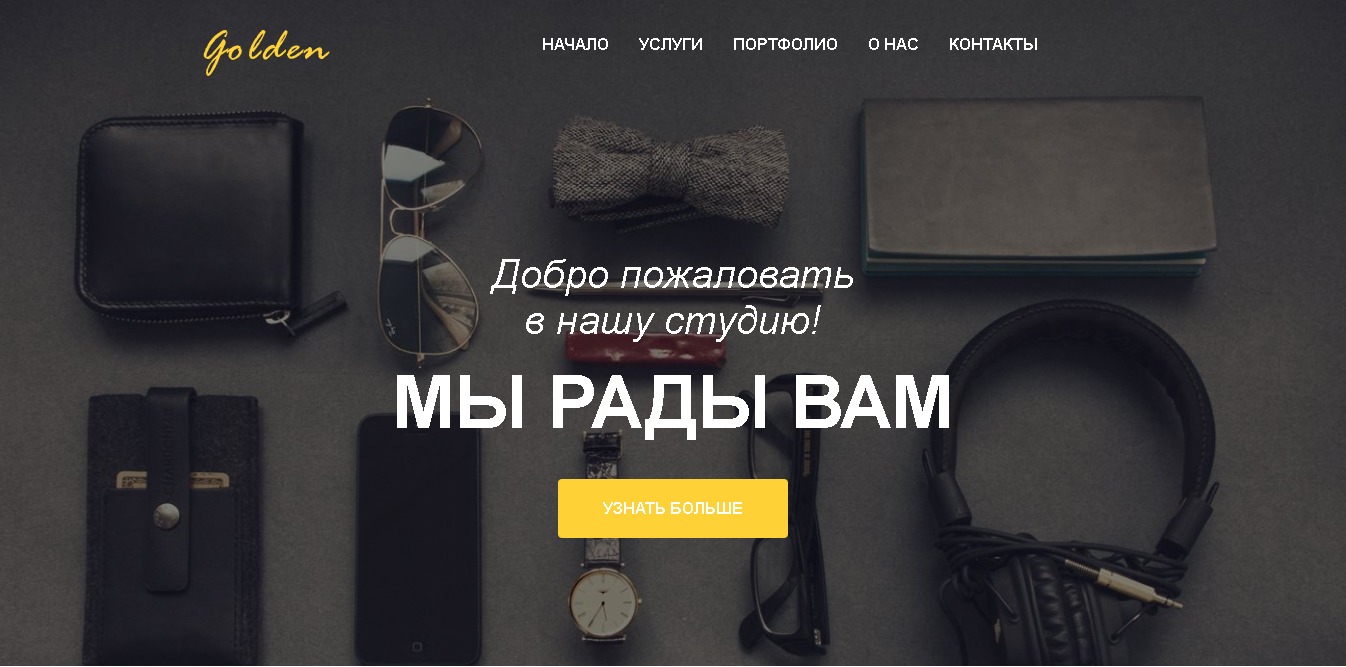 Golden
НАЧАЛО УСЛУГИ ПОРТФОЛИО О НАС КОНТАКТЫ
Добро пожаловать
в нашу студию!
МЫ РАДЫ ВАМ
УЗНАТЬ БОЛЬШЕ